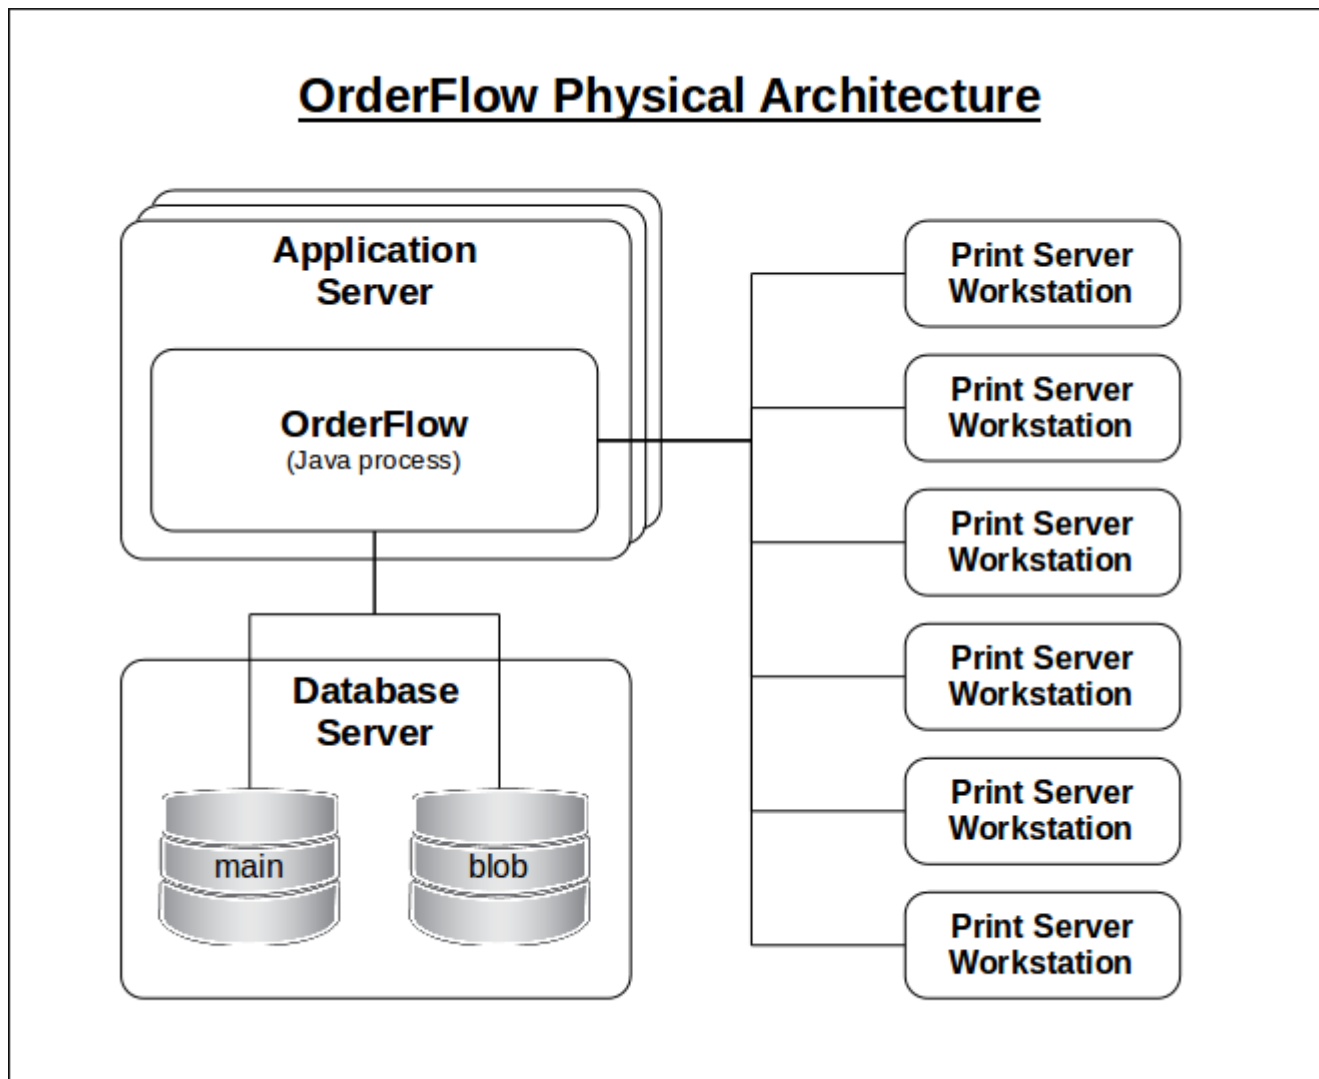 OrderFlow Physical Architecture
Application
Server
OrderFlow
(Java process)
Database
Server
main
blob
Print Server
Workstation
Print Server
Workstation
Print Server
Workstation
Print Server
Workstation
Print Server
Workstation
Print Server
Workstation